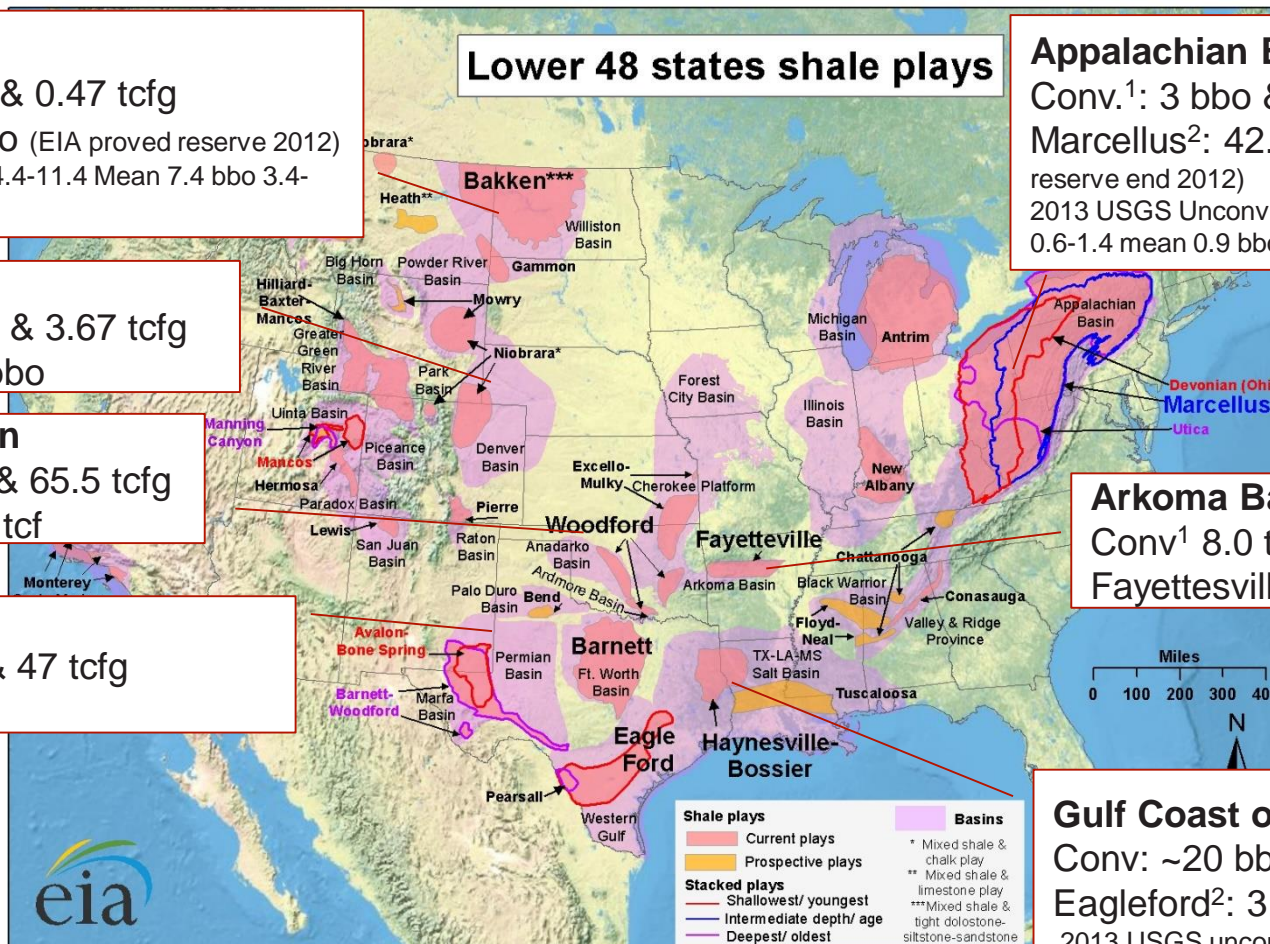 Lower 48 states shale plays
& 0.47 tcfg
(EIA proved reserve 2012)
4.4-11.4 Mean 7.4 bbo 3.4-
& 3.67 tcfg
bbo
& 65.5 tcfg
tcf
& 47 tcfg
Appalachian
Conv.¹: 3 bbo &
Marcellus²: 42.
reserve end 2012)
2013 USGS Unconv
0.6-1.4 mean 0.9 bbo
Arkoma
Conv¹ 8.0
Fayettesvill
Gulf Coast
Conv: ~20
Eagleford²: 3
2013 USGS
Bakken***
Heath**
Williston
Basin
Big Horn
Basin
Powder River
Basin
Gammon
Hilliard-
Baxter-
Mancos
Mowry
Greater
Green
River
Basin
Niobrara*
Park
Basin
Michigan
Basin
Antrim
Appalachian
Basin
Devonian
Marcellus
Utica
Forest
City Basin
Illinois
Basin
Uinta Basin
Manning
Canyon
Mancos
Piceance
Basin
Denver
Basin
Hermosa
Excello-
Mulky
Cherokee Platform
New
Albany
Paradox Basin
Pierre
Lewis
San Juan
Basin
Raton
Basin
Woodford
Anadarko
Basin
Fayetteville
Chattanooga
Arkoma Basin
Ardmore Basin
Black Warrior
Basin
Conasauga
Monterey
Palo Duro
Basin
Bend
Floyd-
Neal
Valley & Ridge
Province
Avalon-
Bone Spring
Permian
Basin
Barnett
Ft. Worth
Basin
TX-LA-MS
Salt Basin
Tuscaloosa
Barnett-
Woodford
Marfa
Basin
Eagle
Ford
Haynesville-
Bossier
Pearsall
Western
Gulf
Miles
0 100 200 300
N
eia
Shale plays
Current plays
Prospective plays
Stacked plays
Shallowest/ youngest
Intermediate depth/ age
Deepest/ oldest
Basins
* Mixed shale &
chalk play
** Mixed shale &
limestone play
***Mixed shale &
tight dolostone-
siltstone-sandstone